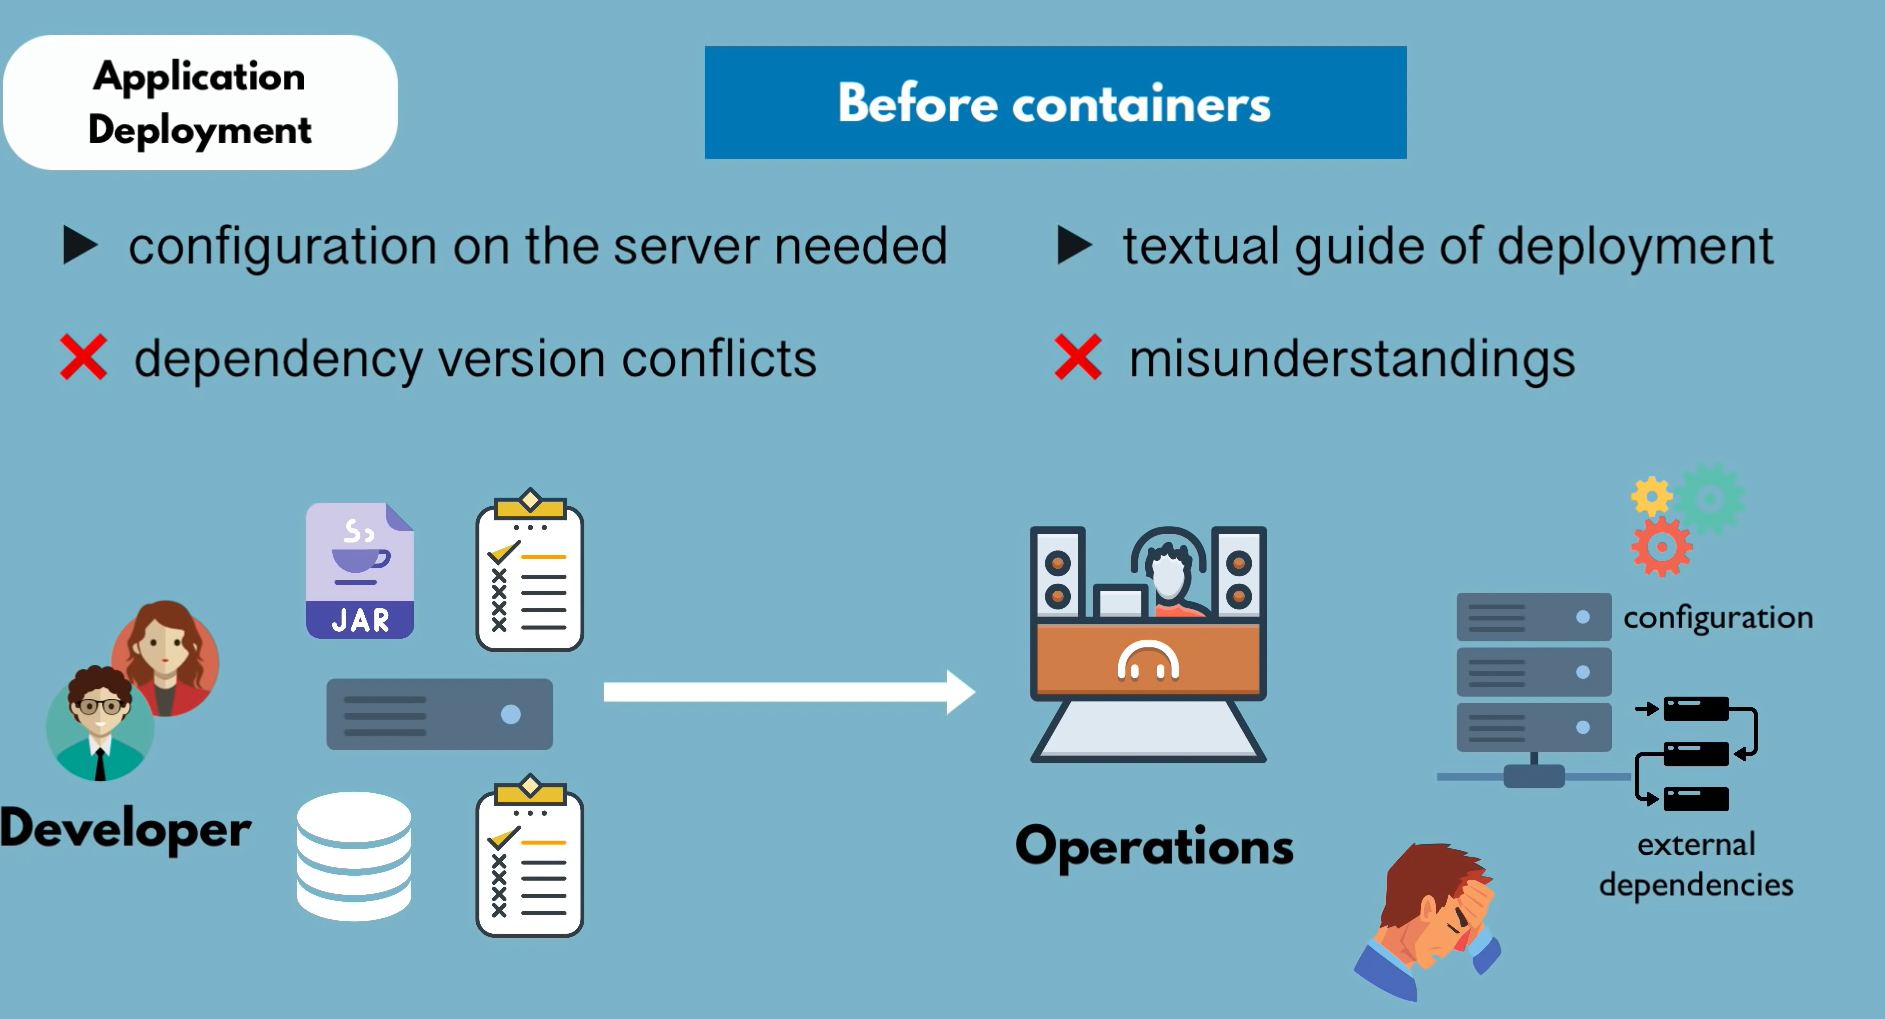 Application
Deployment
Before containers
configuration on the server needed
dependency version conflicts
textual guide of deployment
misunderstandings
JAR
Developer
Operations
configuration
external
dependencies